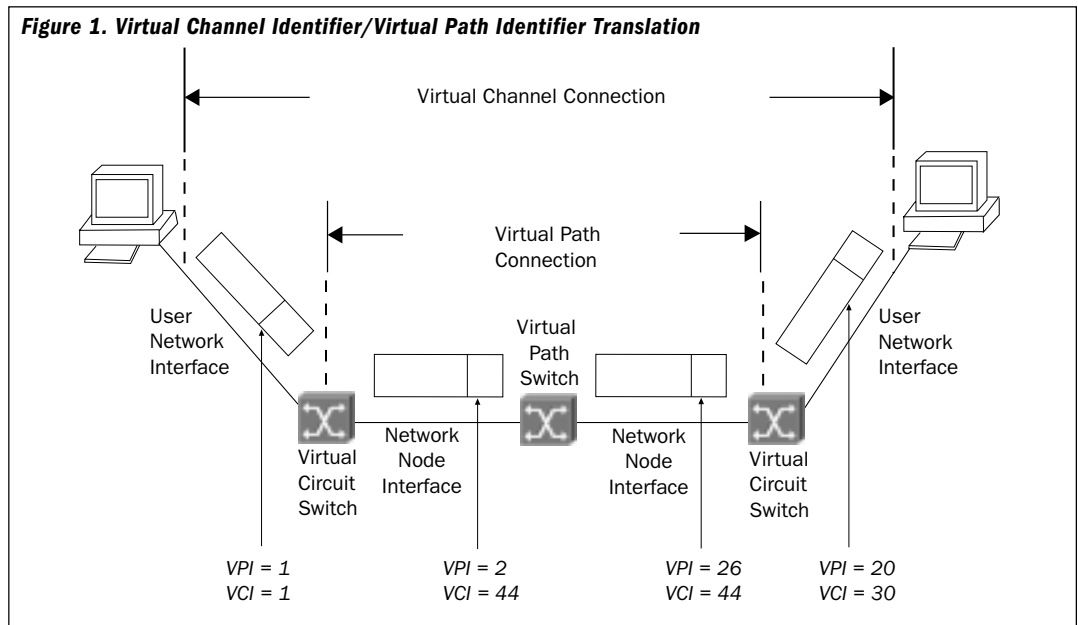 Figure 1. Virtual Channel Identifier/Virtual Path Identifier Translation
Virtual Channel Connection
Virtual Path
Connection
User
Network
Interface
Virtual
Path
Switch
User
Network
Interface
Network
Node
Interface
Network
Node
Interface
Virtual
Circuit
Switch
Virtual
Circuit
Switch
VPI = 1
VCI = 1
VPI = 2
VCI = 44
VPI = 26
VCI = 44
VPI = 20
VCI = 30